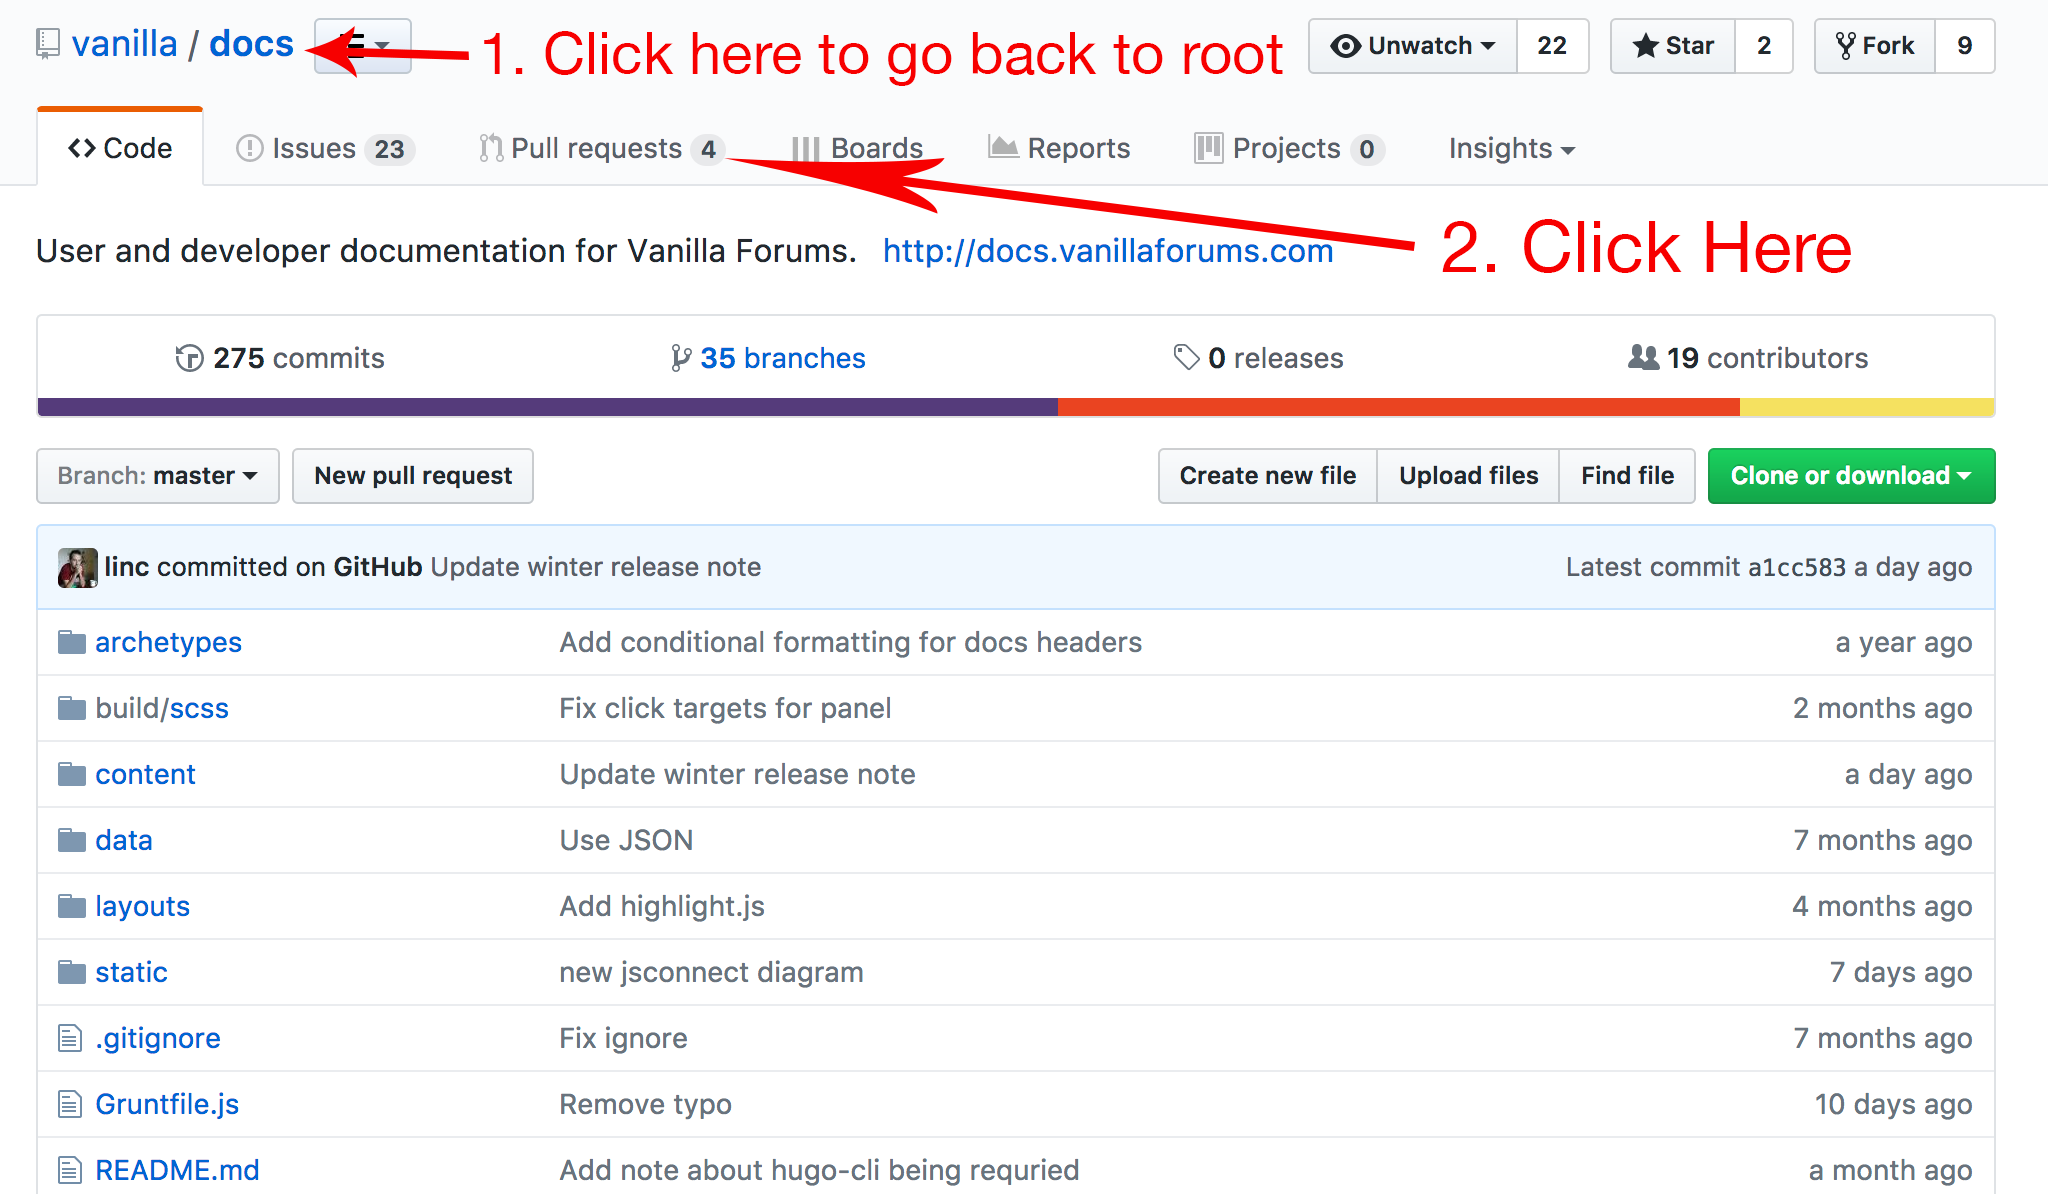 vanilla / docs 1. Click here to go back to root Unwatch 22 Star 2 Fork 9
Code Issues 23 Pull requests 4 Boards Reports Projects 0 Insights
User and developer documentation for Vanilla Forums. http://docs.vanillaforums.com 2. Click Here
275 commits 35 branches 0 releases 19 contributors
Branch: master New pull request Create new file Upload files Find file Clone or download
linc committed on GitHub Update winter release note Latest commit a1cc583 a day ago
archetypes Add conditional formatting for docs headers a year ago
build/scss Fix click targets for panel 2 months ago
content Update winter release note a day ago
data Use JSON 7 months ago
layouts Add highlight.js 4 months ago
static new jsconnect diagram 7 days ago
.gitignore Fix ignore 7 months ago
Gruntfile.js Remove typo 10 days ago
README.md Add note about hugo-cli being requried a month ago